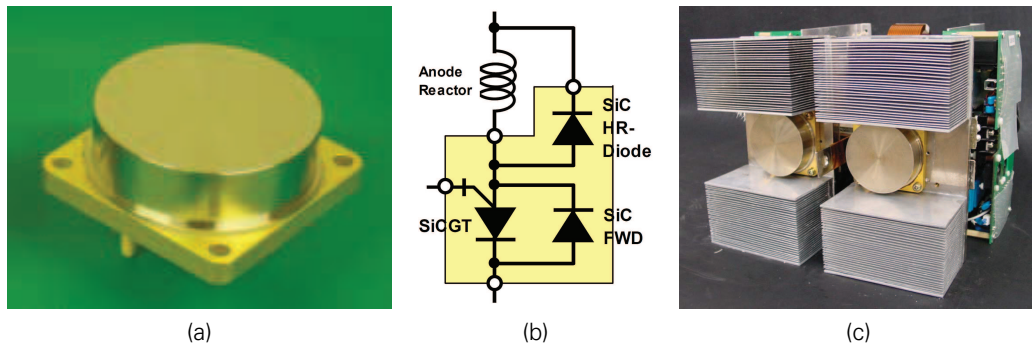 Anode
Reactor
SiC
HR-
Diode
SiCGT
SiC
FWD
(a)
(b)
(c)